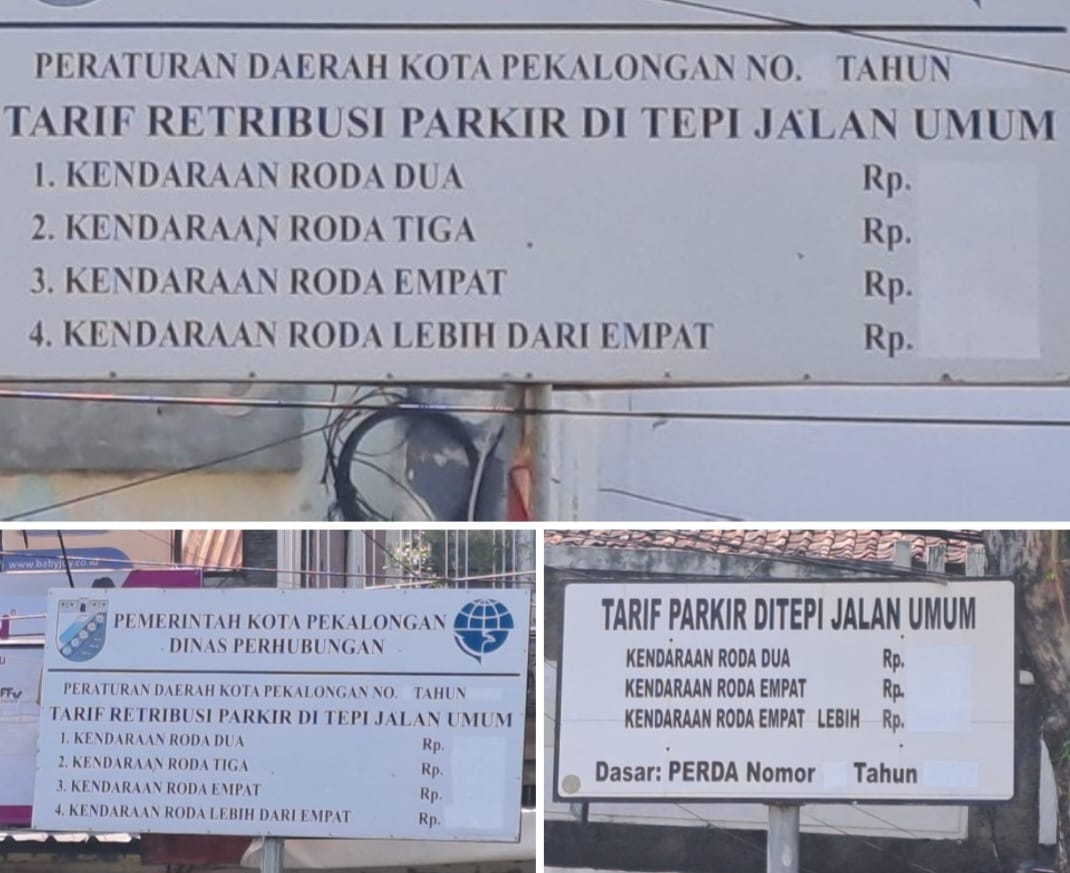 PERATURAN DAERAH KOTA PEKALONGAN NO. TAHUN
TARIF RETRIBUSI PARKIR DI TEPI JALAN UMUM
1. KENDARAAN RODA DUA Rp.
2. KENDARAAN RODA TIGA Rp.
3. KENDARAAN RODA EMPAT Rp.
4. KENDARAAN RODA LEBIH DARI EMPAT Rp.
www.babyjoy.co.id
PEMERINTAH KOTA PEKALONGAN
DINAS PERHUBUNGAN
PERATURAN DAERAH KOTA PEKALONGAN NO. TAHUN
TARIF RETRIBUSI PARKIR DI TEPI JALAN UMUM
1. KENDARAAN RODA DUA Rp.
2. KENDARAAN RODA TIGA Rp.
3. KENDARAAN RODA EMPAT Rp.
4. KENDARAAN RODA LEBIH DARI EMPAT Rp.
TARIF PARKIR DITEPI JALAN UMUM
KENDARAAN RODA DUA Rp.
KENDARAAN RODA EMPAT Rp.
KENDARAAN RODA EMPAT LEBIH Rp.
Dasar: PERDA Nomor Tahun